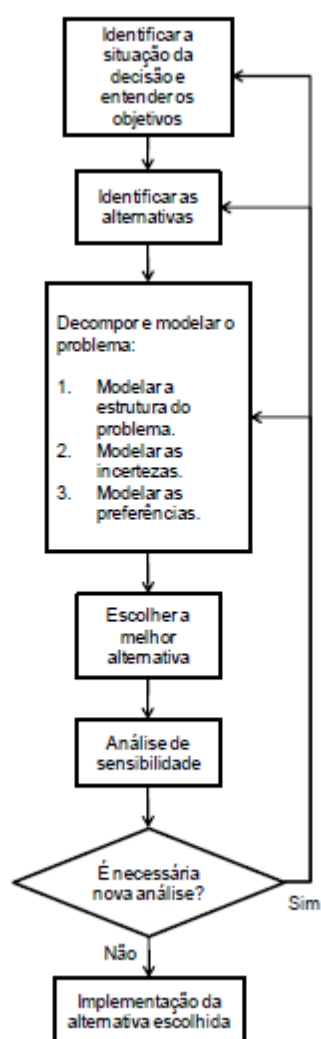 Identificar a
situação da
decisão e
entender os
objetivos
Identificar as
alternativas
Decompor e modelar o
problema:
1. Modelar a
estrutura do
problema.
2. Modelar as
incertezas.
3. Modelar as
preferências.
Escolher a
melhor
alternativa
Análise de
sensibilidade
É necessária
nova análise?
Sim
Não
Implementação da
alternativa escolhida